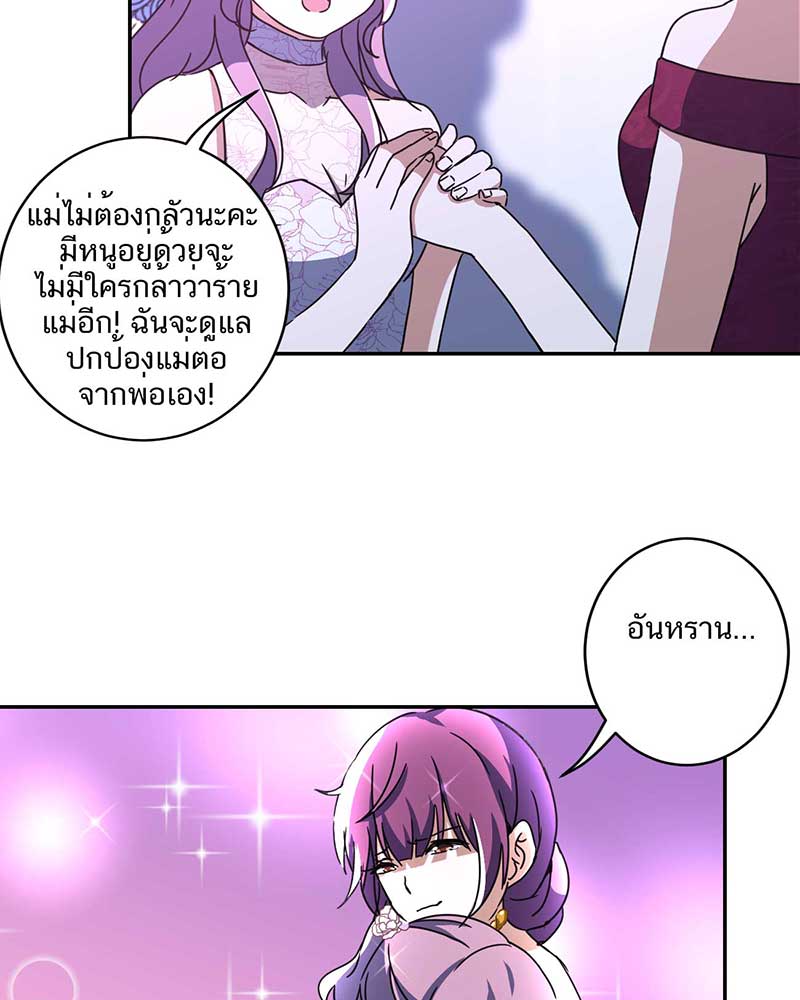 แม่ไม่ต้องกลัวนะคะ
มีหนูอยู่ด้วยจะ
ไม่มีใครกล้าว่าร้าย
แม่อีก! ฉันจะดูแล
ปกป้องแม่ต่อ
จากพ่อเอง!
อันหราน...